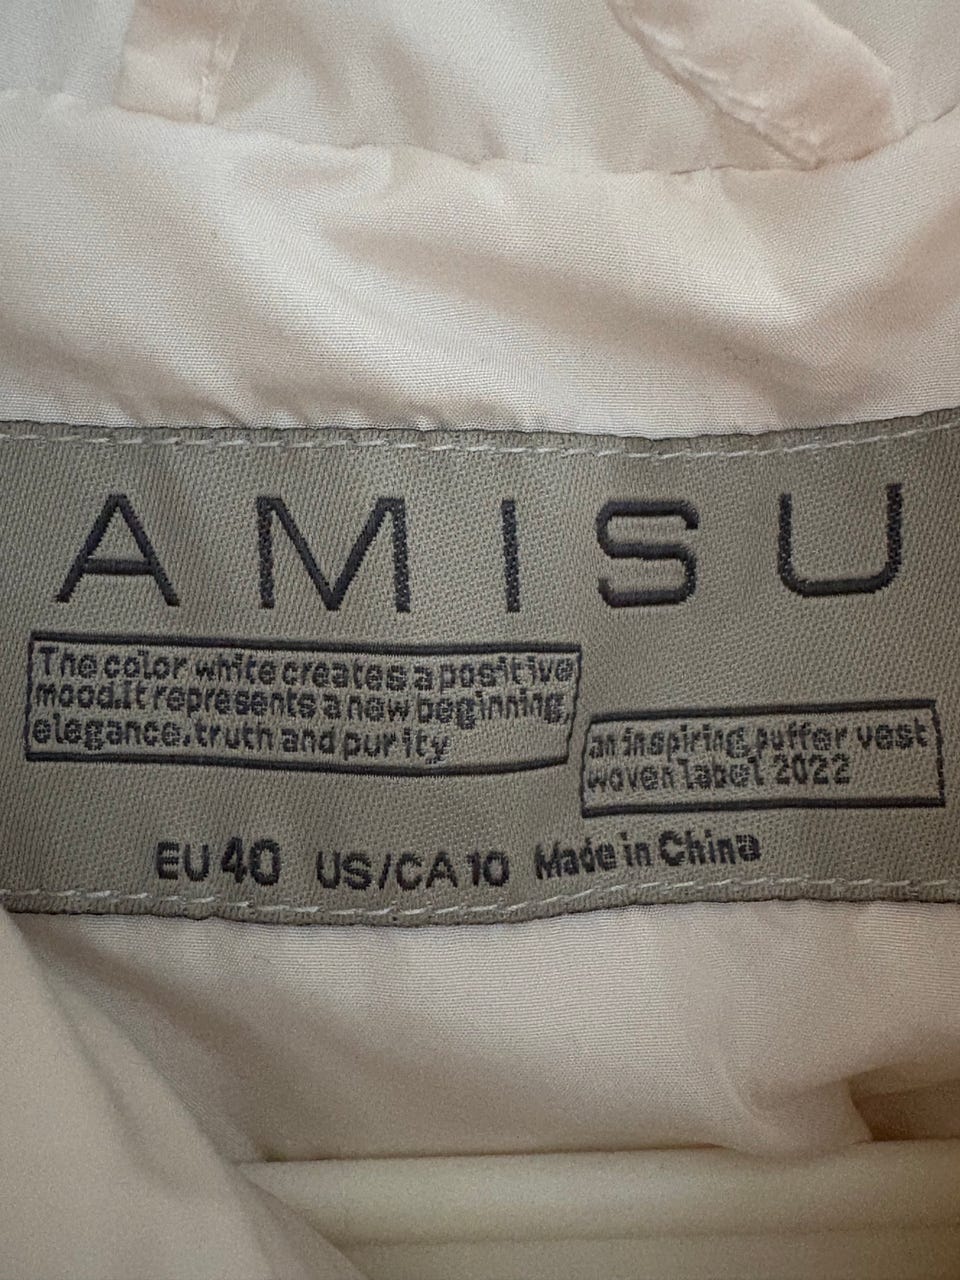 AMISU
The color white creates a positive
mood.It represents a new beginning,
elegance, truth and purity
an inspiring puffer vest
woven label 2022
EU 40 US/CA 10 Made in China